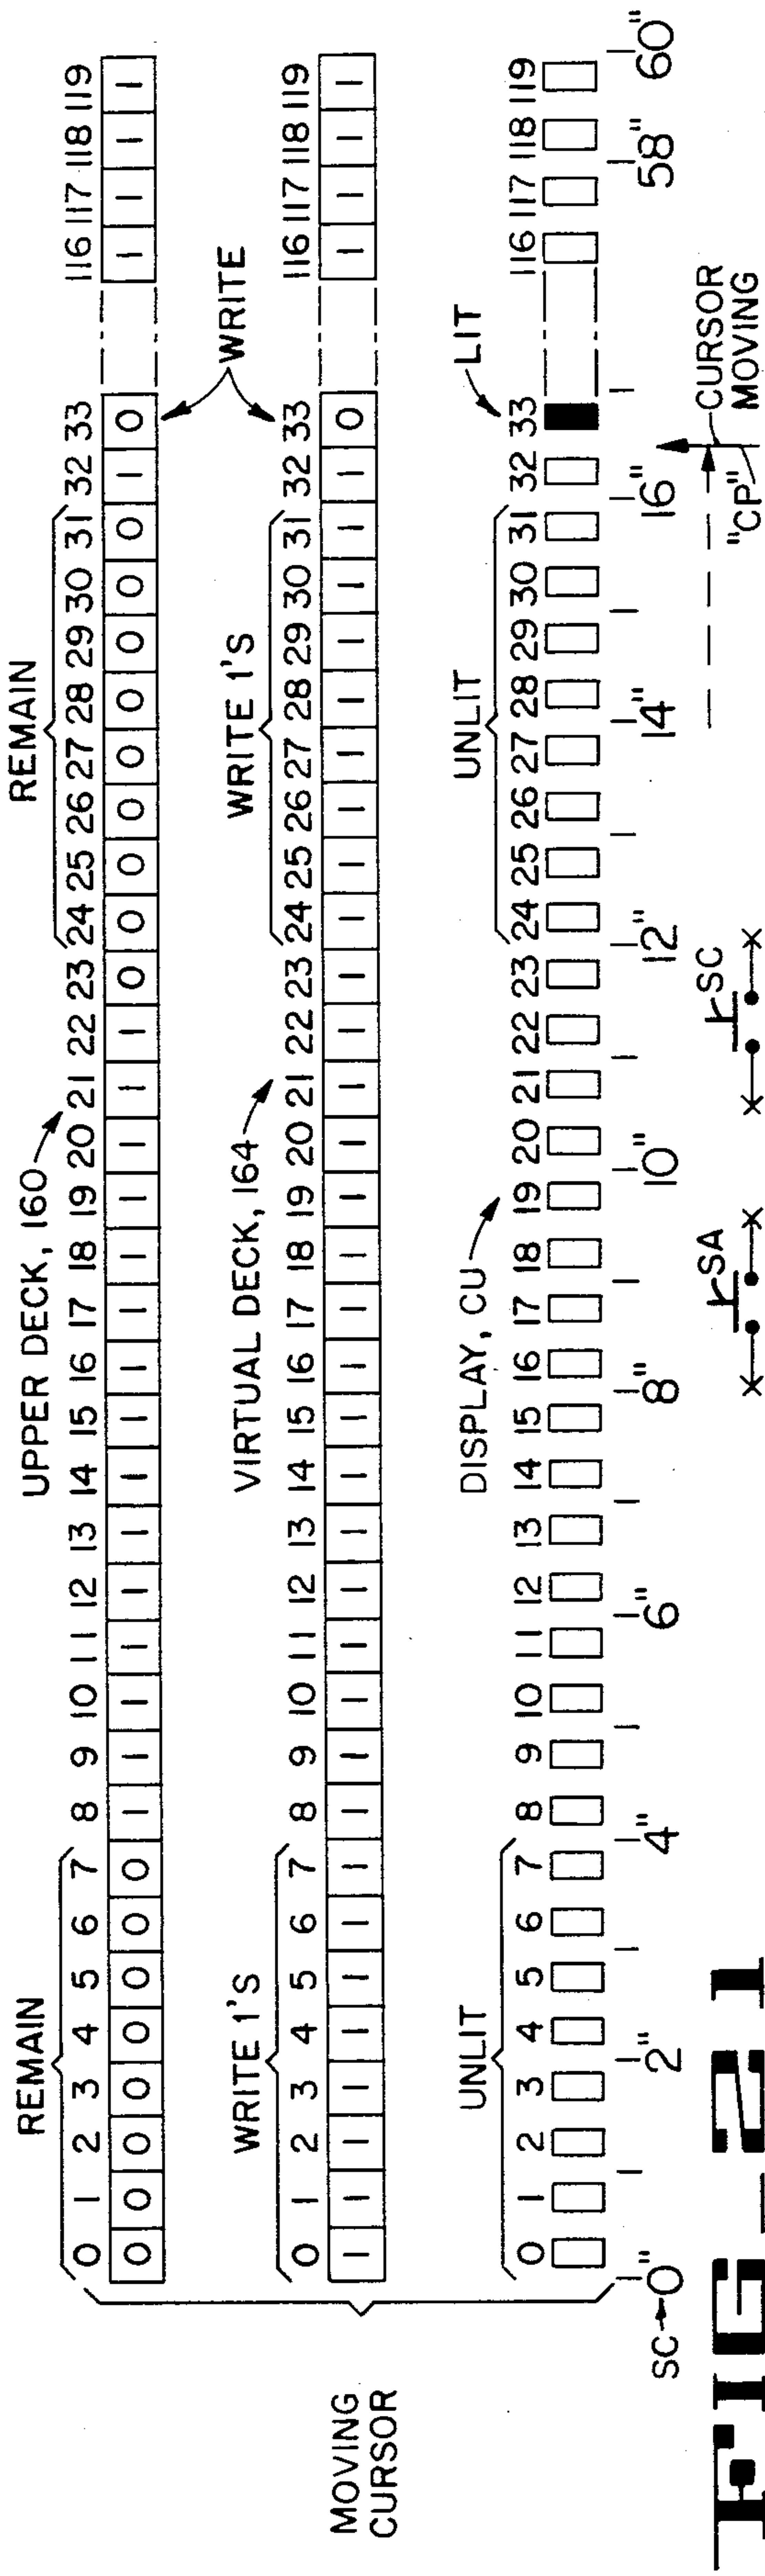 REMAIN
UPPER DECK, 160
REMAIN
0 1 2 3 4 5 6 7 8 9 10 11 12 13 14 15 16 17 18 19 20 21 22 23 24 25 26 27 28 29 30 31 32 33 116 117 118 119
0 0 0 0 0 0 0 0 1 1 1 1 1 1 1 1 1 1 1 1 1 1 1 0 0 0 0 0 0 0 0 0 1 0 1 1 1 1
WRITE
WRITE 1'S
VIRTUAL DECK, 164
WRITE 1'S
0 1 2 3 4 5 6 7 8 9 10 11 12 13 14 15 16 17 18 19 20 21 22 23 24 25 26 27 28 29 30 31 32 33 116 117 118 119
1 1 1 1 1 1 1 1 1 1 1 1 1 1 1 1 1 1 1 1 1 1 1 1 1 1 1 1 1 1 1 1 1 0 1 1 1 1
MOVING
CURSOR
UNLIT
DISPLAY, CU
UNLIT
LIT
0 1 2 3 4 5 6 7 8 9 10 11 12 13 14 15 16 17 18 19 20 21 22 23 24 25 26 27 28 29 30 31 32 33 116 117 118 119
SC 0" 2" 4" 6" 8" 10" 12" 14" 16" 58" 60"
SA
SC
"CP"
CURSOR
MOVING
FIG_21